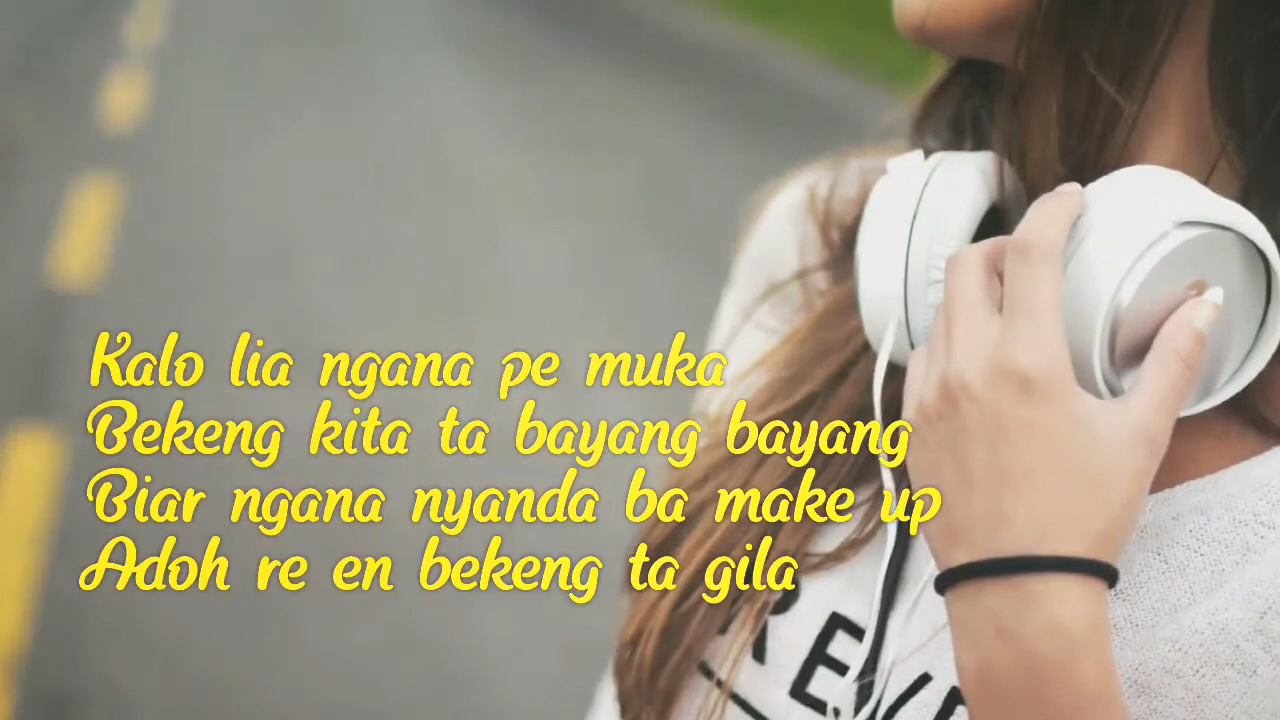 Kalo lia ngana pe muka
Bekeng kita ta bayang bayang
Biar ngana nyanda ba make up
Adoh re en bekeng ta gila